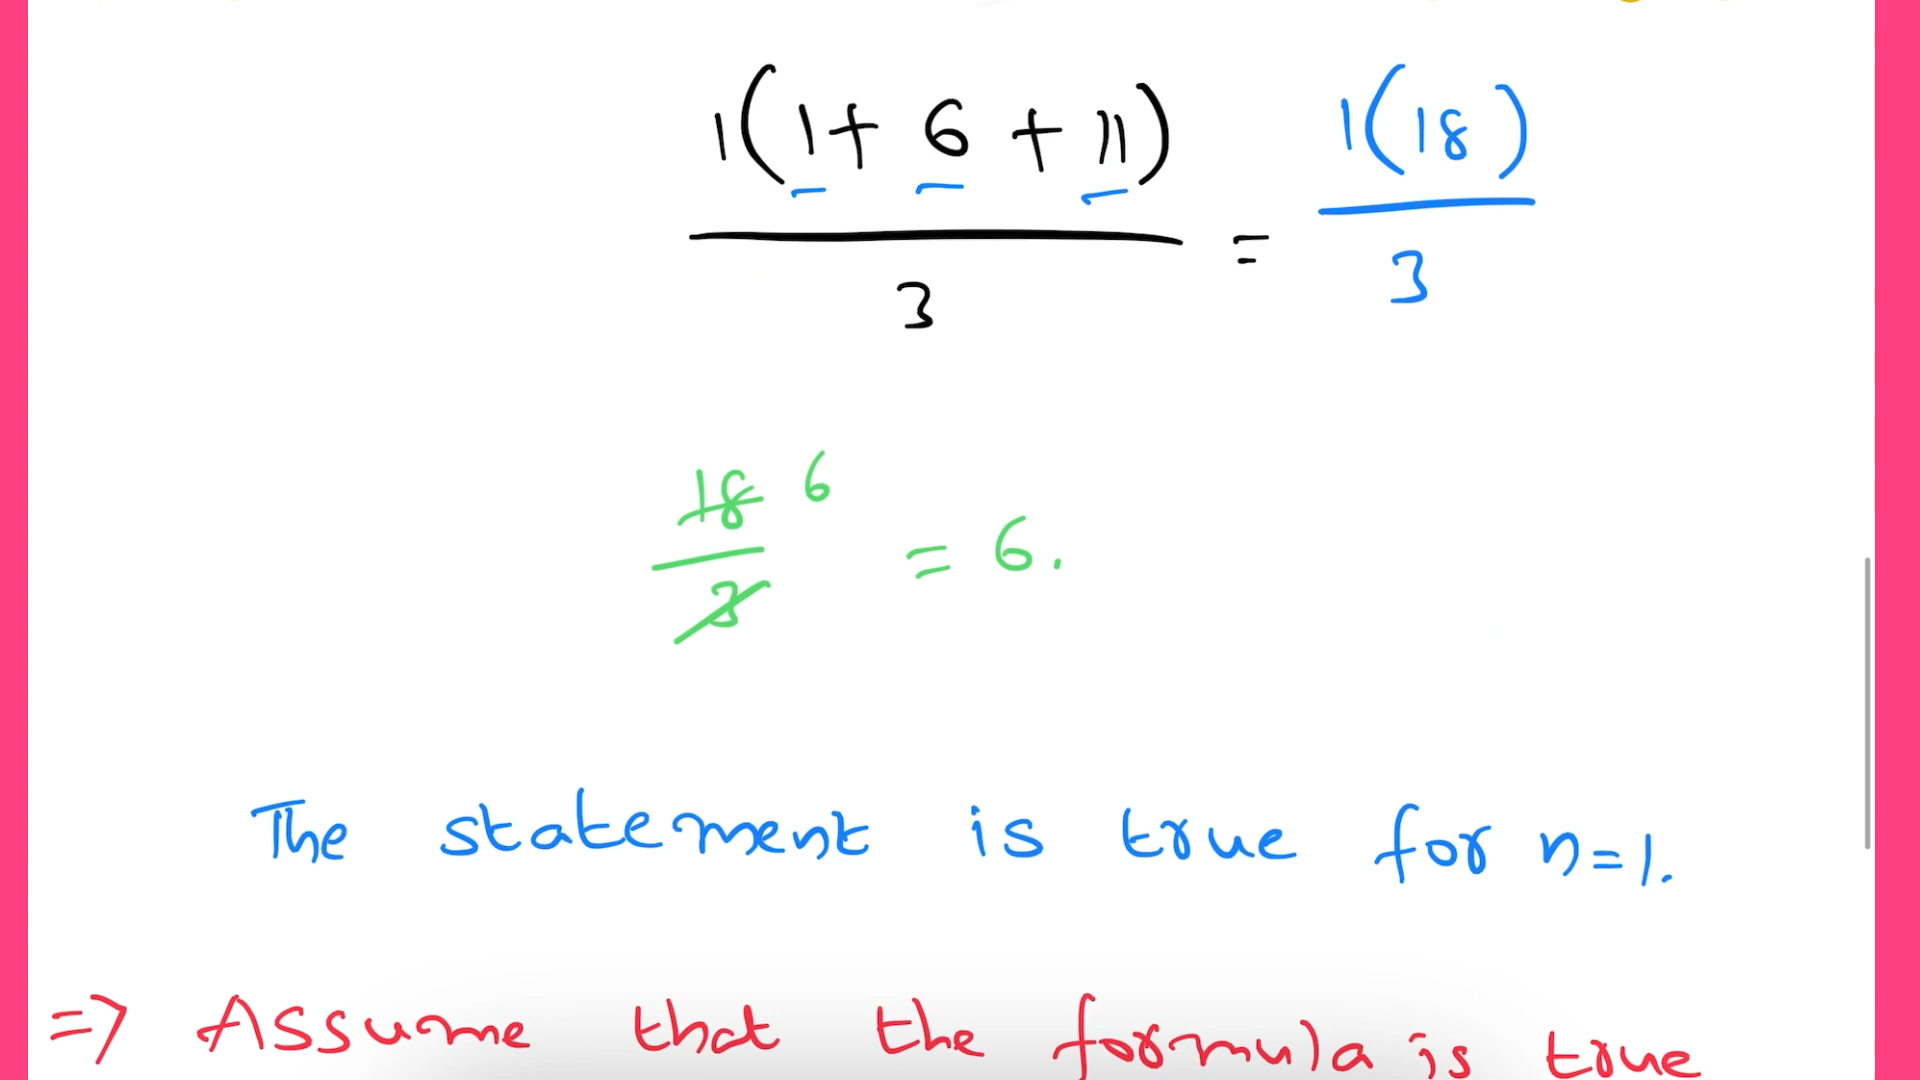 1(1+ 6 + 11) / 3 = 1(18) / 3
18 6 / 3 = 6.
The statement is true for n=1.
=> Assume that the formula is true